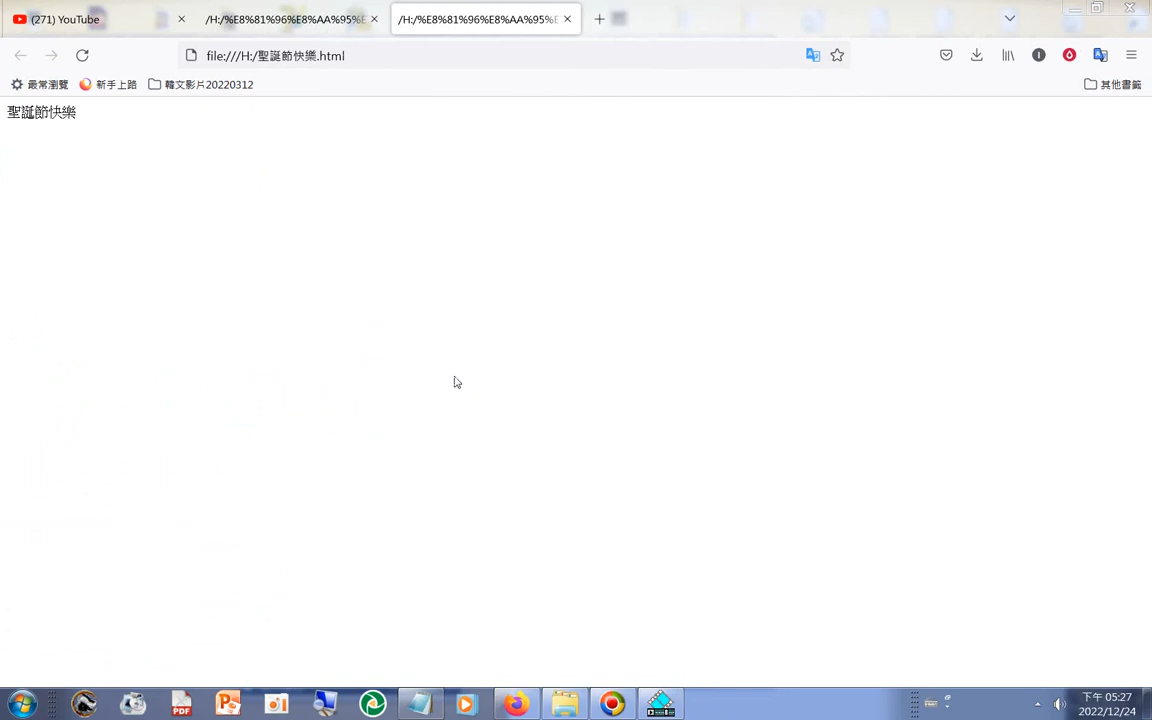 (271) YouTube
/H:/%E8%81%96%E8%AA%95%E
/H:/%E8%81%96%E8%AA%95%E
file:///H:/聖誕節快樂.html
最常瀏覽
新手上路
韓文影片20220312
其他書籤
聖誕節快樂
下午 05:27
2022/12/24